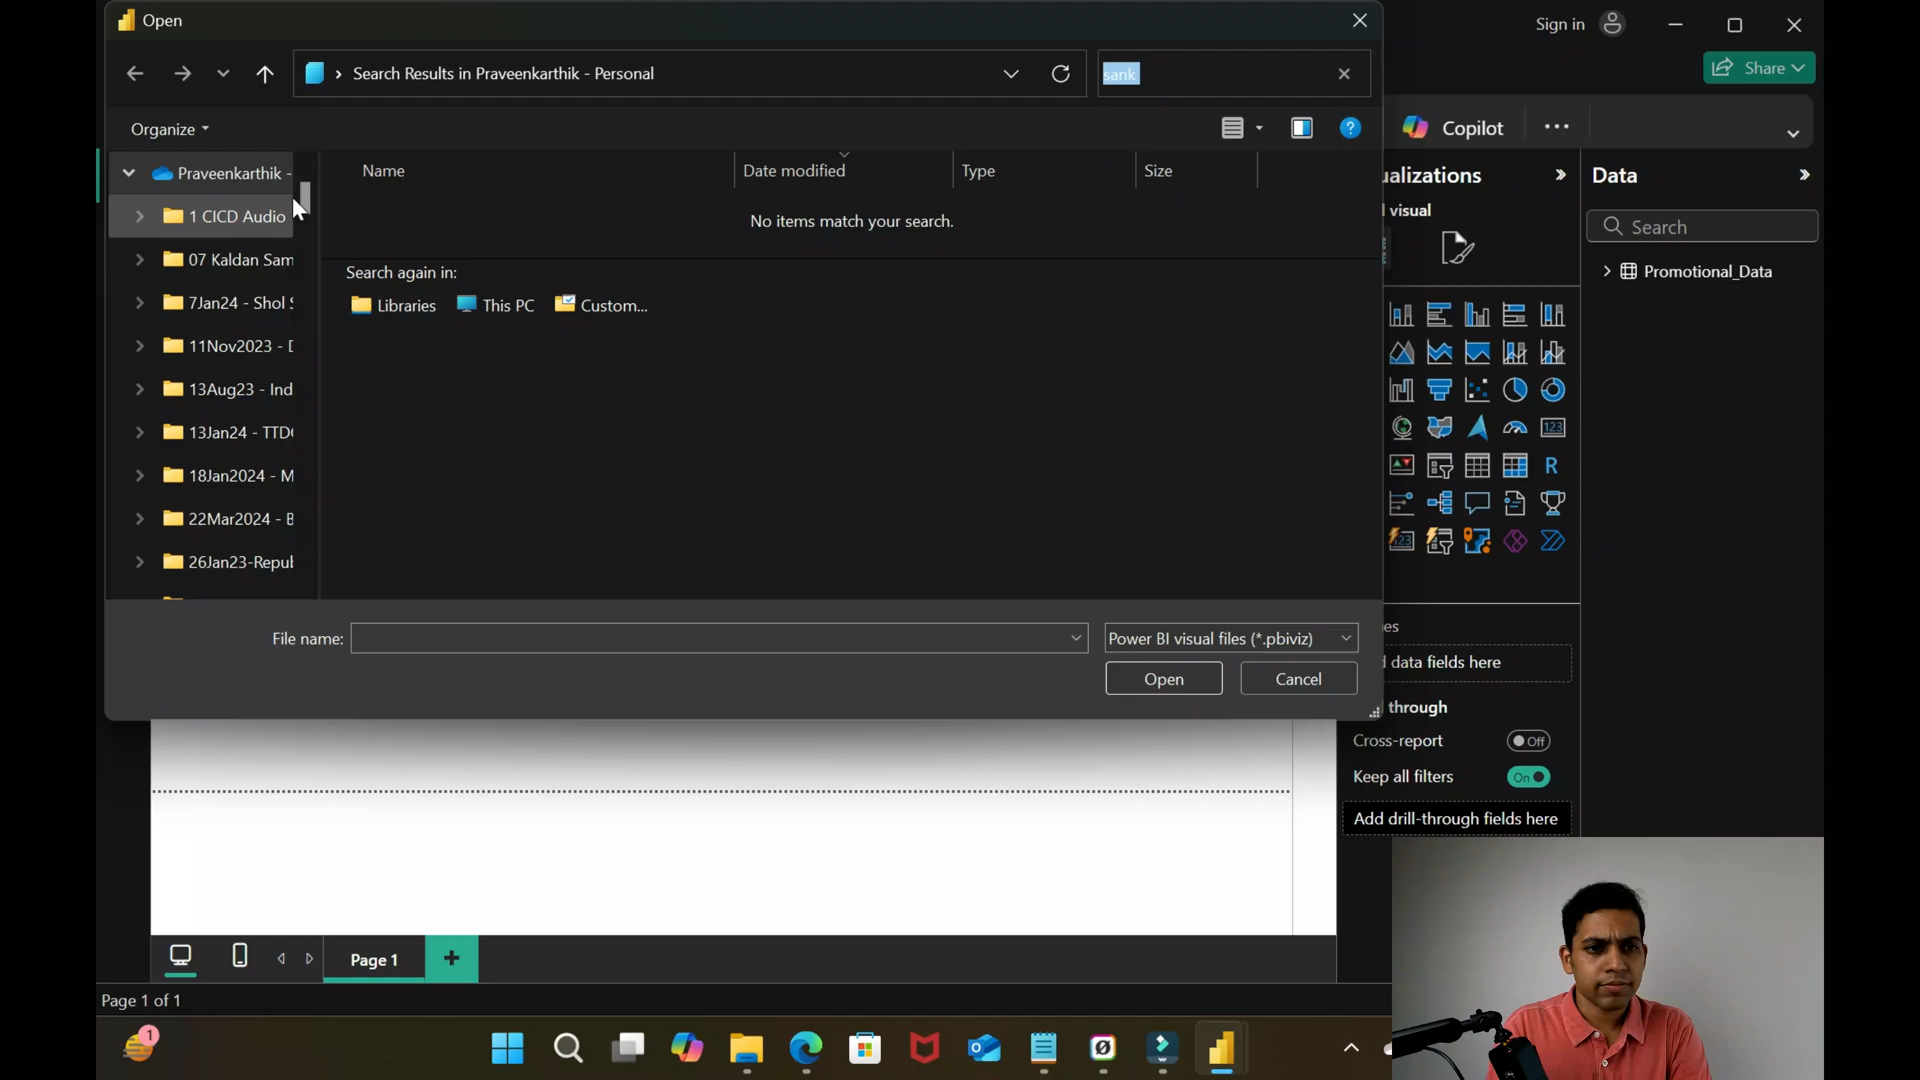 Open
Sign in
Search Results in Praveenkarthik - Personal
sank
Share
Organize
Copilot
Praveenkarthik -
Name
Date modified
Type
Size
1 CICD Audio
No items match your search.
07 Kaldan Sam
Search again in:
7Jan24 - Shol
Libraries
This PC
Custom...
11Nov2023 -
13Aug23 - Ind
13Jan24 - TTD
18Jan2024 - M
22Mar2024 - B
26Jan23-Repul
File name:
Power BI visual files (*.pbiviz)
Open
Cancel
ualizations
visual
Data
Search
Promotional_Data
123
R
123
es
data fields here
through
Cross-report
Off
Keep all filters
On
Add drill-through fields here
Page 1
Page 1 of 1
1